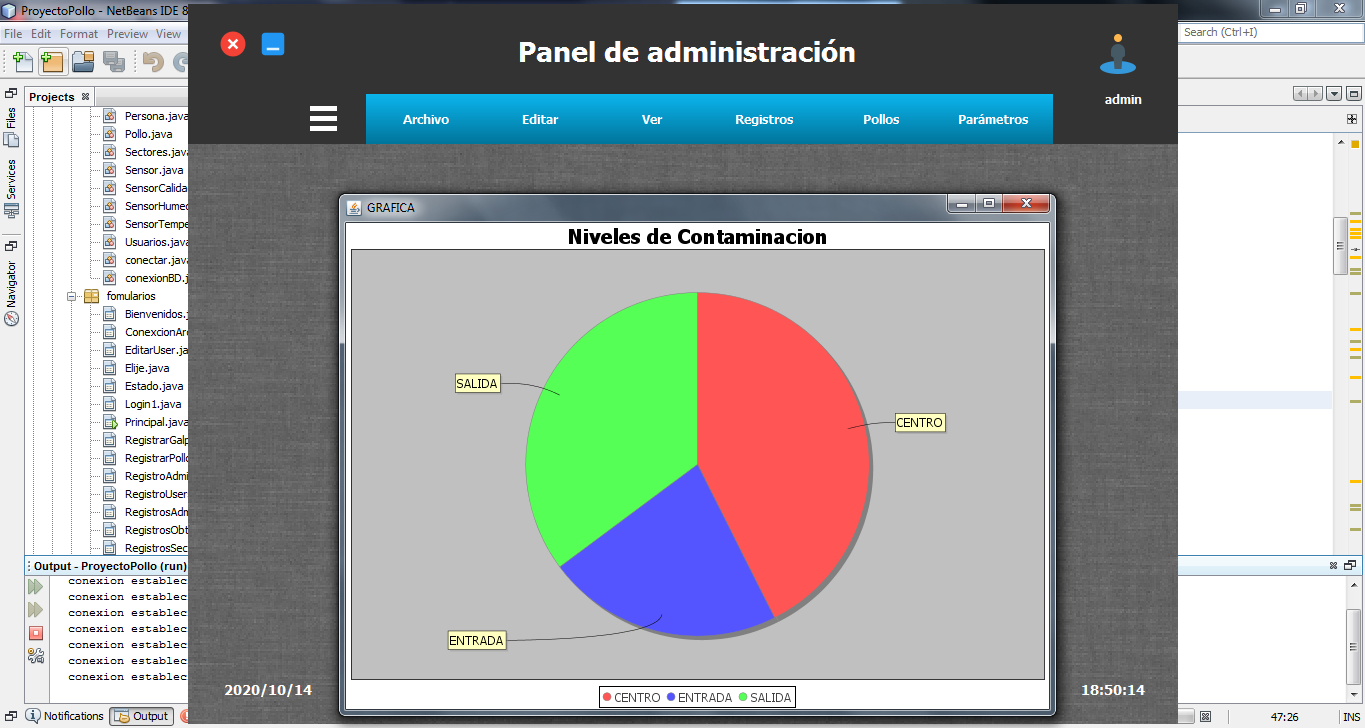 ProyectoPollo - NetBeans IDE 8
File Edit Format Preview View
Search (Ctrl+I)
Panel de administración
admin
Archivo Editar Ver Registros Pollos Parámetros
Projects
Files
Services
Navigator
Persona.java
Pollo.java
Sectores.java
Sensor.java
SensorCalida
SensorHumed
SensorTempe
Usuarios.java
conectar.java
conexionBD.j
fomularios
Bienvenidos.j
ConexcionAr
EditarUser.ja
Elije.java
Estado.java
Login1.java
Principal.java
RegistrarGalp
RegistrarPollo
RegistroAdmi
RegistroUser
RegistrosAdm
RegistrosObt
RegistrosSec
GRAFICA
Niveles de Contaminacion
SALIDA
CENTRO
ENTRADA
CENTRO ENTRADA SALIDA
2020/10/14
18:50:14
Output - ProyectoPollo (run)
conexion establec
conexion establec
conexion establec
conexion establec
conexion establec
conexion establec
conexion establec
Notifications Output
47:26 INS